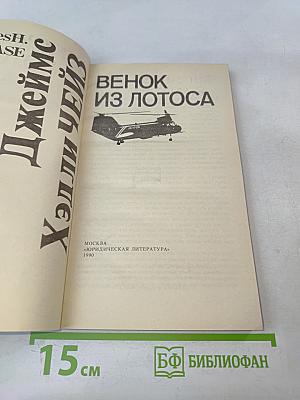 esH.
ASE
Джеймс
Хэдли ЧЕЙЗ
ВЕНОК
ИЗ ЛОТОСА
МОСКВА
«ЮРИДИЧЕСКАЯ ЛИТЕРАТУРА»
1990
15 см
БФ БИБЛИОФАН